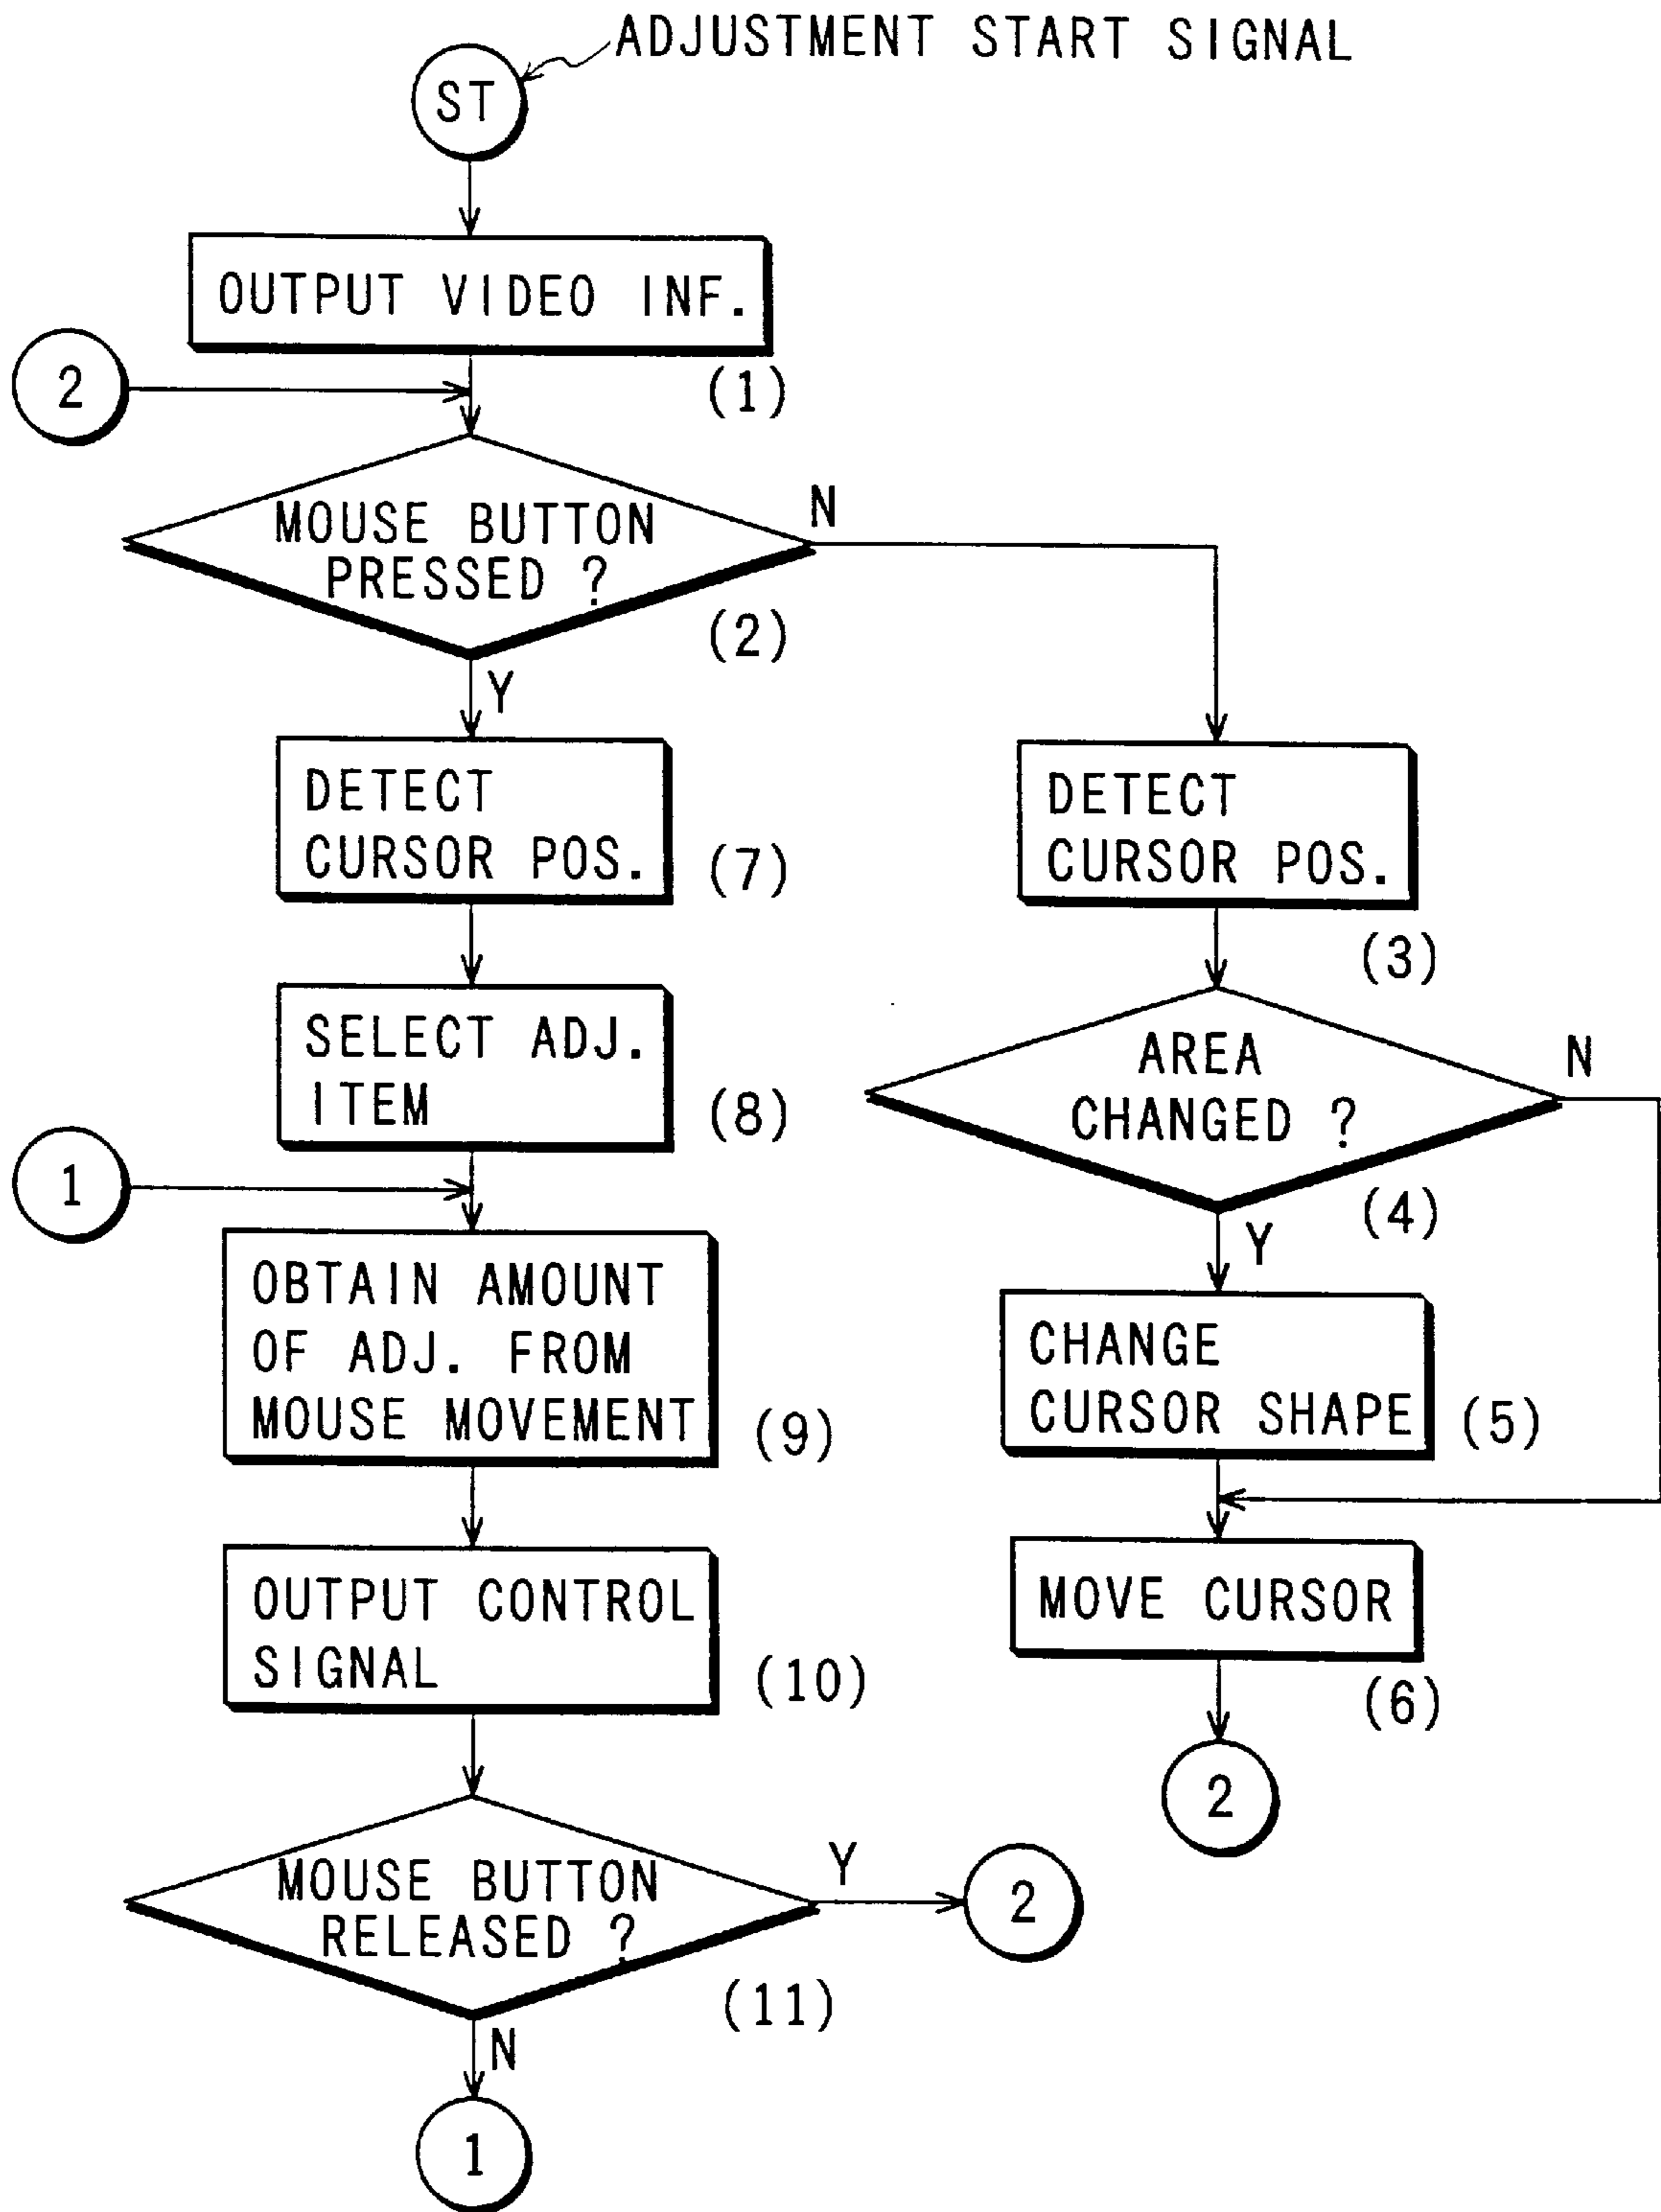 ADJUSTMENT START SIGNAL
ST
OUTPUT VIDEO INF.
(1)
2
MOUSE BUTTON
PRESSED ?
(2)
N
Y
DETECT
CURSOR POS.
(7)
SELECT ADJ.
ITEM
(8)
1
OBTAIN AMOUNT
OF ADJ. FROM
MOUSE MOVEMENT
(9)
OUTPUT CONTROL
SIGNAL
(10)
MOUSE BUTTON
RELEASED ?
(11)
Y
2
N
1
DETECT
CURSOR POS.
(3)
AREA
CHANGED ?
(4)
N
Y
CHANGE
CURSOR SHAPE
(5)
MOVE CURSOR
(6)
2